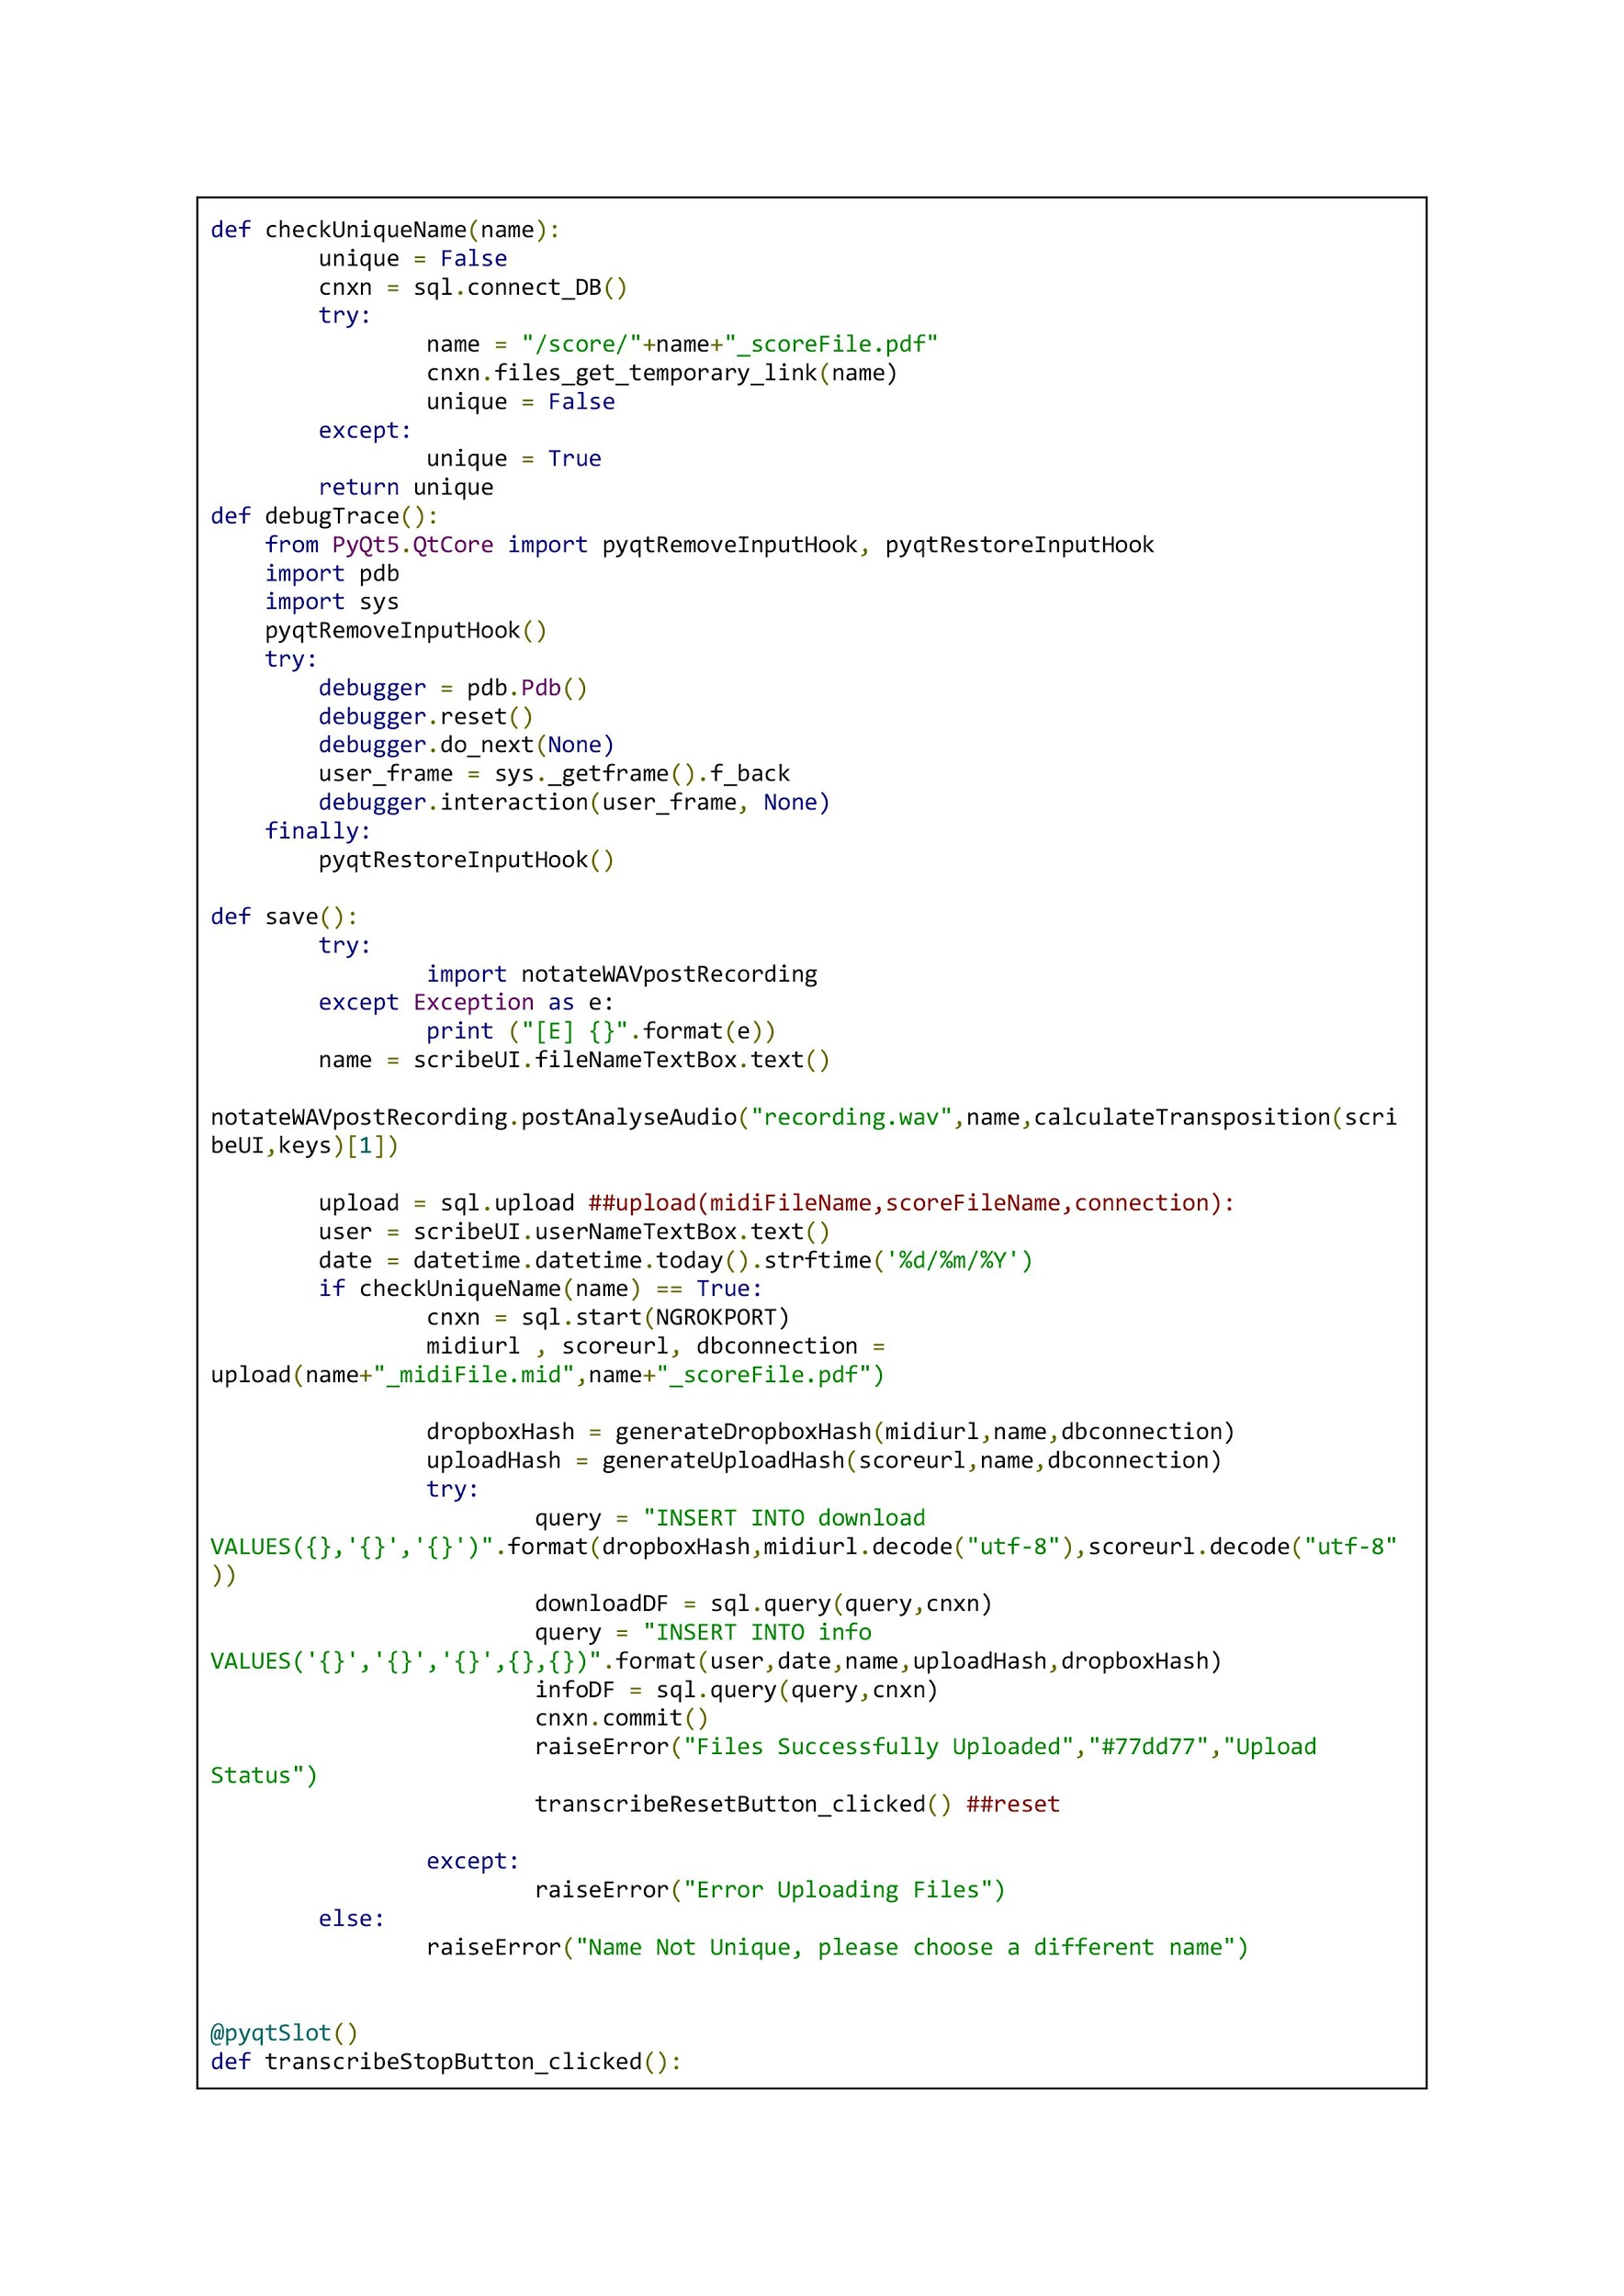 def checkUniqueName(name):
        unique = False
        cnxn = sql.connect_DB()
        try:
                name = "/score/"+name+"_scoreFile.pdf"
                cnxn.files_get_temporary_link(name)
                unique = False
        except:
                unique = True
        return unique
def debugTrace():
    from PyQt5.QtCore import pyqtRemoveInputHook, pyqtRestoreInputHook
    import pdb
    import sys
    pyqtRemoveInputHook()
    try:
        debugger = pdb.Pdb()
        debugger.reset()
        debugger.do_next(None)
        user_frame = sys._getframe().f_back
        debugger.interaction(user_frame, None)
    finally:
        pyqtRestoreInputHook()

def save():
        try:
                import notateWAVpostRecording
        except Exception as e:
                print ("[E] {}".format(e))
        name = scribeUI.fileNameTextBox.text()

notateWAVpostRecording.postAnalyseAudio("recording.wav",name,calculateTransposition(scri
beUI,keys)[1])

        upload = sql.upload ##upload(midiFileName,scoreFileName,connection):
        user = scribeUI.userNameTextBox.text()
        date = datetime.datetime.today().strftime('%d/%m/%Y')
        if checkUniqueName(name) == True:
                cnxn = sql.start(NGROKPORT)
                midiurl , scoreurl, dbconnection =
upload(name+"_midiFile.mid",name+"_scoreFile.pdf")

                dropboxHash = generateDropboxHash(midiurl,name,dbconnection)
                uploadHash = generateUploadHash(scoreurl,name,dbconnection)
                try:
                        query = "INSERT INTO download
VALUES({},'{}','{}')".format(dropboxHash,midiurl.decode("utf-8"),scoreurl.decode("utf-8"
))
                        downloadDF = sql.query(query,cnxn)
                        query = "INSERT INTO info
VALUES('{}','{}','{}',{},{})".format(user,date,name,uploadHash,dropboxHash)
                        infoDF = sql.query(query,cnxn)
                        cnxn.commit()
                        raiseError("Files Successfully Uploaded","#77dd77","Upload
Status")
                        transcribeResetButton_clicked() ##reset

                except:
                        raiseError("Error Uploading Files")
        else:
                raiseError("Name Not Unique, please choose a different name")


@pyqtSlot()
def transcribeStopButton_clicked():